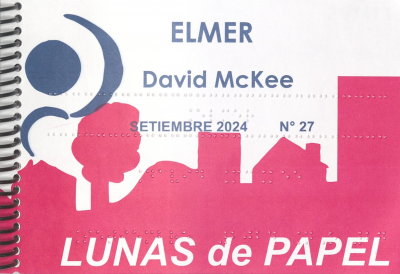 ELMER
David McKee
SETIEMBRE 2024 N° 27
LUNAS de PAPEL